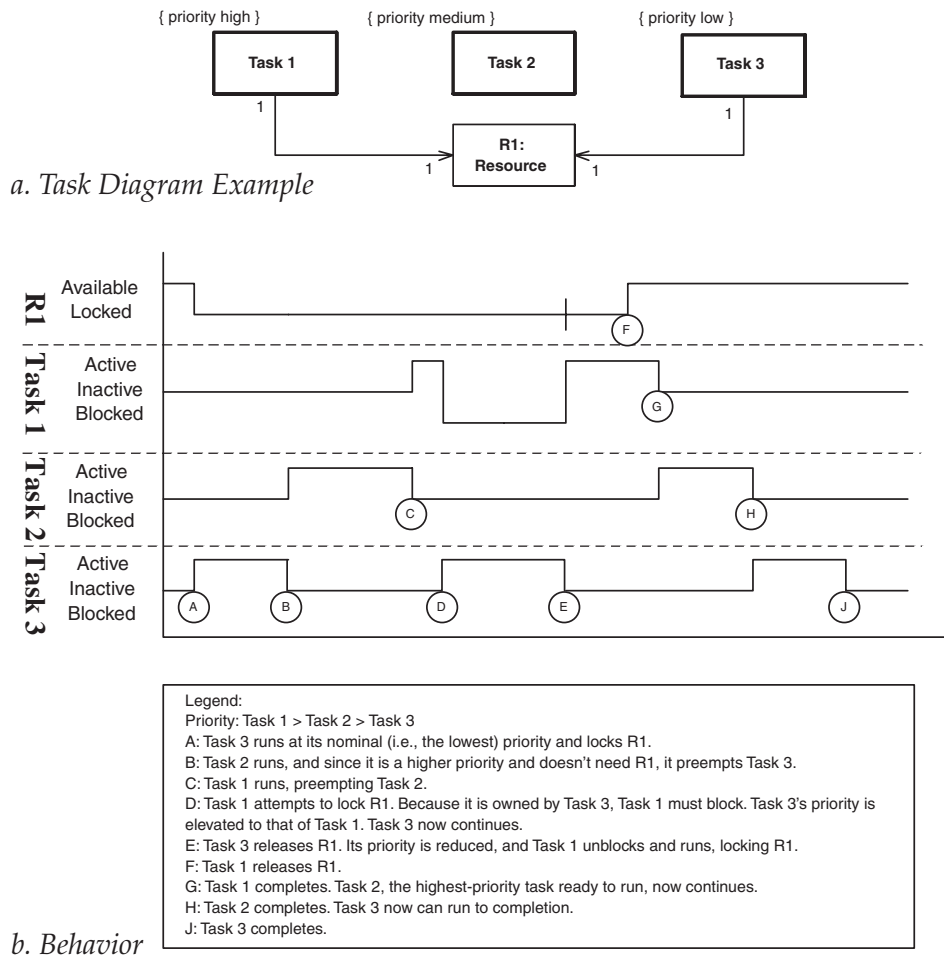 { priority high }
{ priority medium }
{ priority low }
Task 1
Task 2
Task 3
1
1
R1:
Resource
1
1
a. Task Diagram Example
R1
Available
Locked
F
Task 1
Active
Inactive
Blocked
G
Task 2
Active
Inactive
Blocked
C
H
Task 3
Active
Inactive
Blocked
A
B
D
E
J
Legend:
Priority: Task 1 > Task 2 > Task 3
A: Task 3 runs at its nominal (i.e., the lowest) priority and locks R1.
B: Task 2 runs, and since it is a higher priority and doesn't need R1, it preempts Task 3.
C: Task 1 runs, preempting Task 2.
D: Task 1 attempts to lock R1. Because it is owned by Task 3, Task 1 must block. Task 3's priority is
elevated to that of Task 1. Task 3 now continues.
E: Task 3 releases R1. Its priority is reduced, and Task 1 unblocks and runs, locking R1.
F: Task 1 releases R1.
G: Task 1 completes. Task 2, the highest-priority task ready to run, now continues.
H: Task 2 completes. Task 3 now can run to completion.
J: Task 3 completes.
b. Behavior